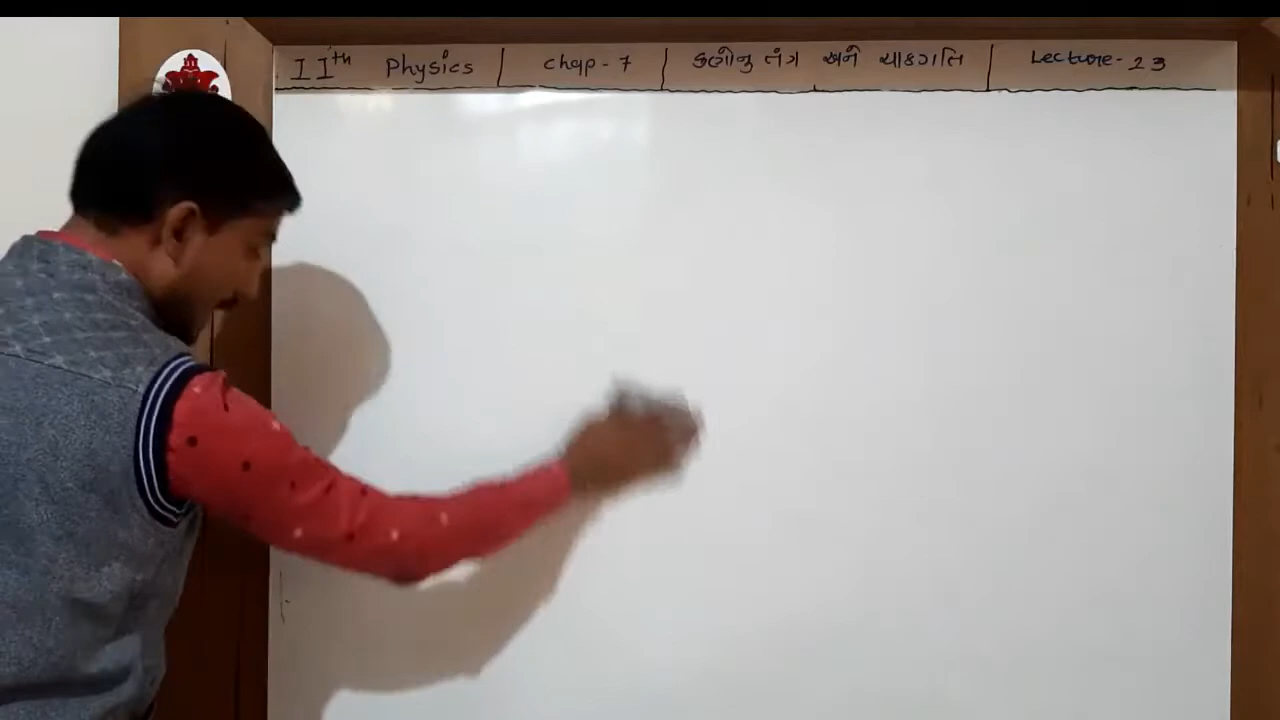 11th Physics | Chap - 7 | કણોનુ તંત્ર અને ચાકગતિ | Lecture - 23